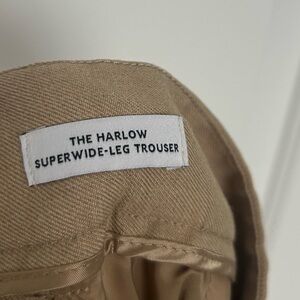 THE HARLOW
SUPERWIDE-LEG TROUSER